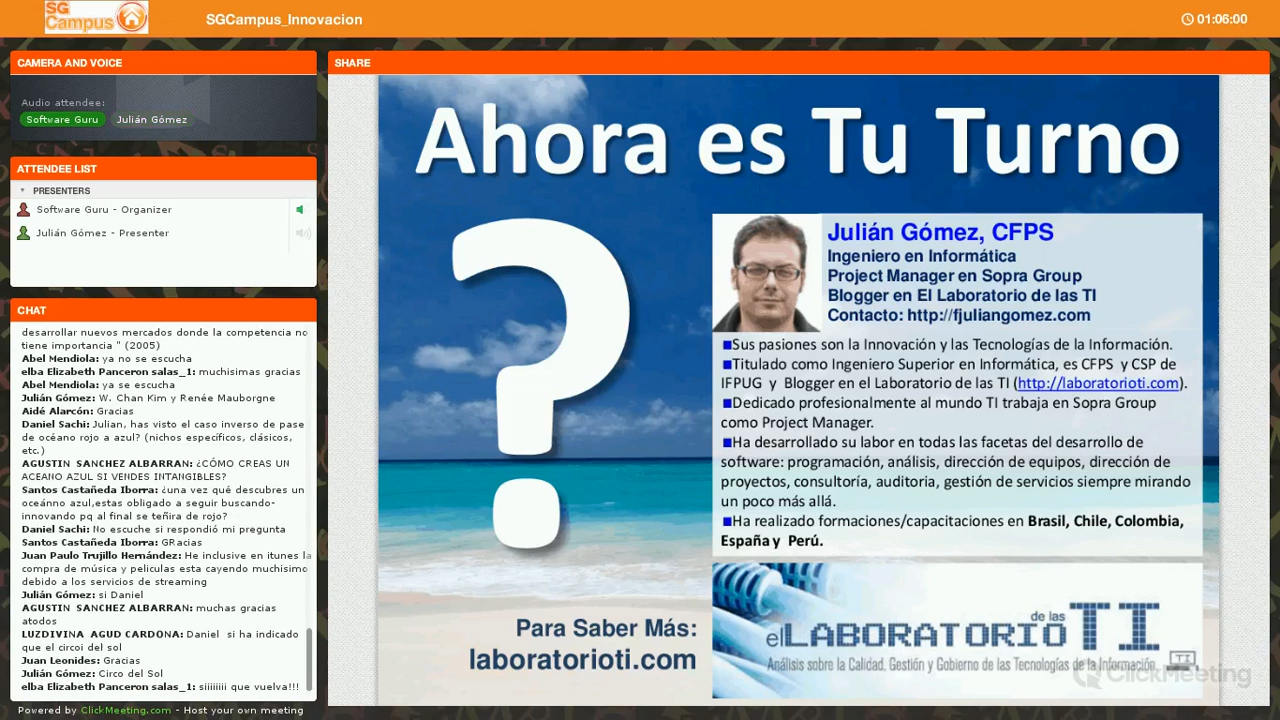 SG
Campus
SGCampus_Innovacion
01:06:00
CAMERA AND VOICE
Audio attendee:
Software Guru
Julián Gómez
ATTENDEE LIST
PRESENTERS
Software Guru - Organizer
Julián Gómez - Presenter
CHAT
desarrollar nuevos mercados donde la competencia no
tiene importancia " (2005)
Abel Mendiola: ya no se escucha
elba Elizabeth Panceron salas_1: muchisimas gracias
Abel Mendiola: ya se escucha
Julián Gómez: W. Chan Kim y Renée Mauborgne
Aidé Alarcón: Gracias
Daniel Sachi: Julian, has visto el caso inverso de pase
de océano rojo a azul? (nichos específicos, clásicos,
etc.)
AGUSTIN SANCHEZ ALBARRAN: ¿CÓMO CREAS UN
ACEANO AZUL SI VENDES INTANGIBLES?
Santos Castañeda Iborra: ¿una vez qué descubres un
oceánno azul,estas obligado a seguir buscando-
innovando pq al final se teñira de rojo?
Daniel Sachi: No escuche si respondió mi pregunta
Santos Castañeda Iborra: GRacias
Juan Paulo Trujillo Hernández: He inclusive en itunes la
compra de música y peliculas esta cayendo muchisimo
debido a los servicios de streaming
Julián Gómez: si Daniel
AGUSTIN SANCHEZ ALBARRAN: muchas gracias
atodos
LUZDIVINA AGUD CARDONA: Daniel si ha indicado
que el circoi del sol
Juan Leonides: Gracias
Julián Gómez: Circo del Sol
elba Elizabeth Panceron salas_1: siiiiiiii que vuelva!!!
Powered by ClickMeeting.com - Host your own meeting
SHARE
Ahora es Tu Turno
?
Julián Gómez, CFPS
Ingeniero en Informática
Project Manager en Sopra Group
Blogger en El Laboratorio de las TI
Contacto: http://fjuliangomez.com
■Sus pasiones son la Innovación y las Tecnologías de la Información.
■Titulado como Ingeniero Superior en Informática, es CFPS y CSP de
IFPUG y Blogger en el Laboratorio de las TI (http://laboratorioti.com).
■Dedicado profesionalmente al mundo TI trabaja en Sopra Group
como Project Manager.
■Ha desarrollado su labor en todas las facetas del desarrollo de
software: programación, análisis, dirección de equipos, dirección de
proyectos, consultoría, auditoria, gestión de servicios siempre mirando
un poco más allá.
■Ha realizado formaciones/capacitaciones en Brasil, Chile, Colombia,
España y Perú.
Para Saber Más:
laboratorioti.com
el LABORATORIO de las TI
Análisis sobre la Calidad, Gestión y Gobierno de las Tecnologías de la Información
TI
ClickMeeting